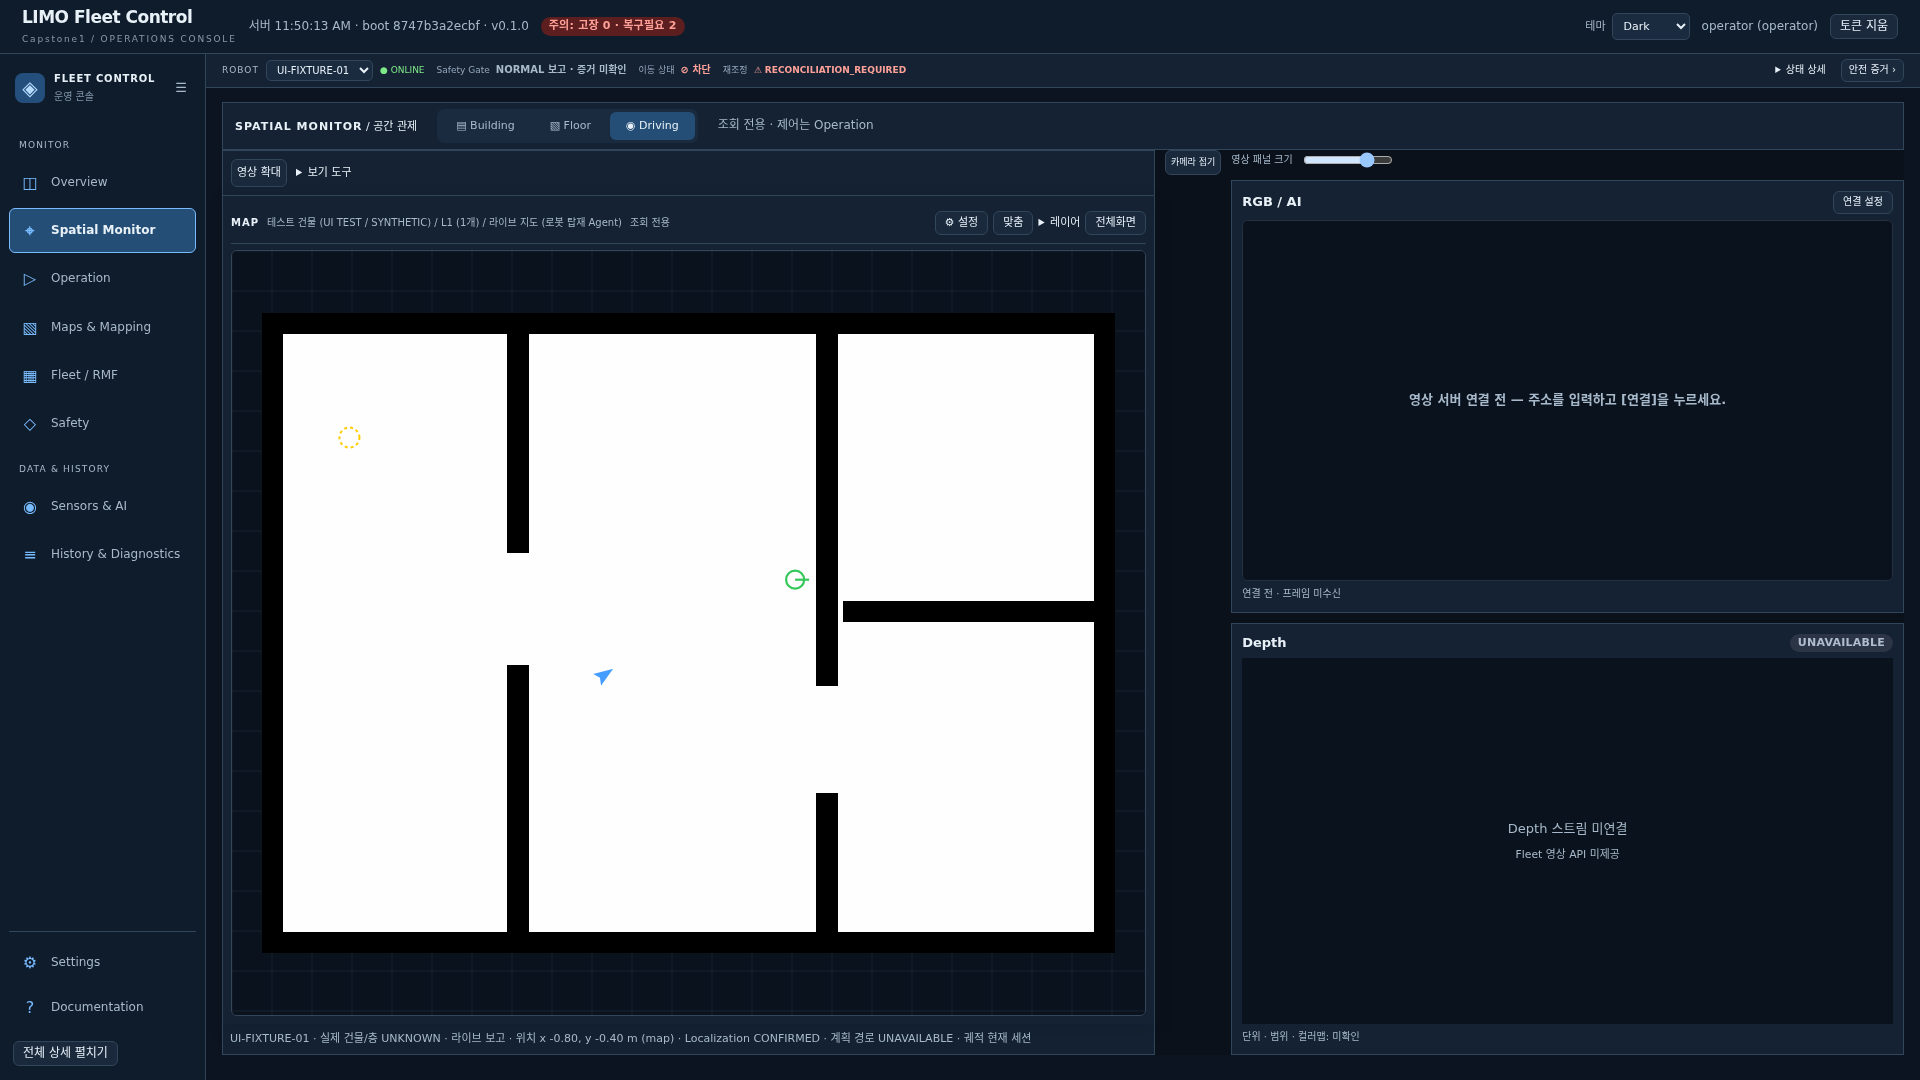 LIMO Fleet Control
Capstone1 / OPERATIONS CONSOLE
서버 11:50:13 AM · boot 8747b3a2ecbf · v0.1.0
주의: 고장 0 · 복구필요 2
테마 Dark operator (operator) 토큰 지움
FLEET CONTROL
운영 콘솔
MONITOR
Overview
Spatial Monitor
Operation
Maps & Mapping
Fleet / RMF
Safety
DATA & HISTORY
Sensors & AI
History & Diagnostics
Settings
Documentation
전체 상세 펼치기
ROBOT UI-FIXTURE-01 ● ONLINE Safety Gate NORMAL 보고 · 증거 미확인 이동 상태 ⊘ 차단 재조정 ⚠ RECONCILIATION_REQUIRED
▶ 상태 상세 안전 증거 ›
SPATIAL MONITOR / 공간 관제
Building Floor Driving 조회 전용 · 제어는 Operation
영상 확대 ▶ 보기 도구
MAP 테스트 건물 (UI TEST / SYNTHETIC) / L1 (1개) / 라이브 지도 (로봇 탑재 Agent) 조회 전용
⚙ 설정 맞춤 ▶ 레이어 전체화면
UI-FIXTURE-01 · 실제 건물/층 UNKNOWN · 라이브 보고 · 위치 x -0.80, y -0.40 m (map) · Localization CONFIRMED · 계획 경로 UNAVAILABLE · 궤적 현재 세션
카메라 접기 영상 패널 크기
RGB / AI 연결 설정
영상 서버 연결 전 — 주소를 입력하고 [연결]을 누르세요.
연결 전 · 프레임 미수신
Depth UNAVAILABLE
Depth 스트림 미연결
Fleet 영상 API 미제공
단위 · 범위 · 컬러맵: 미확인